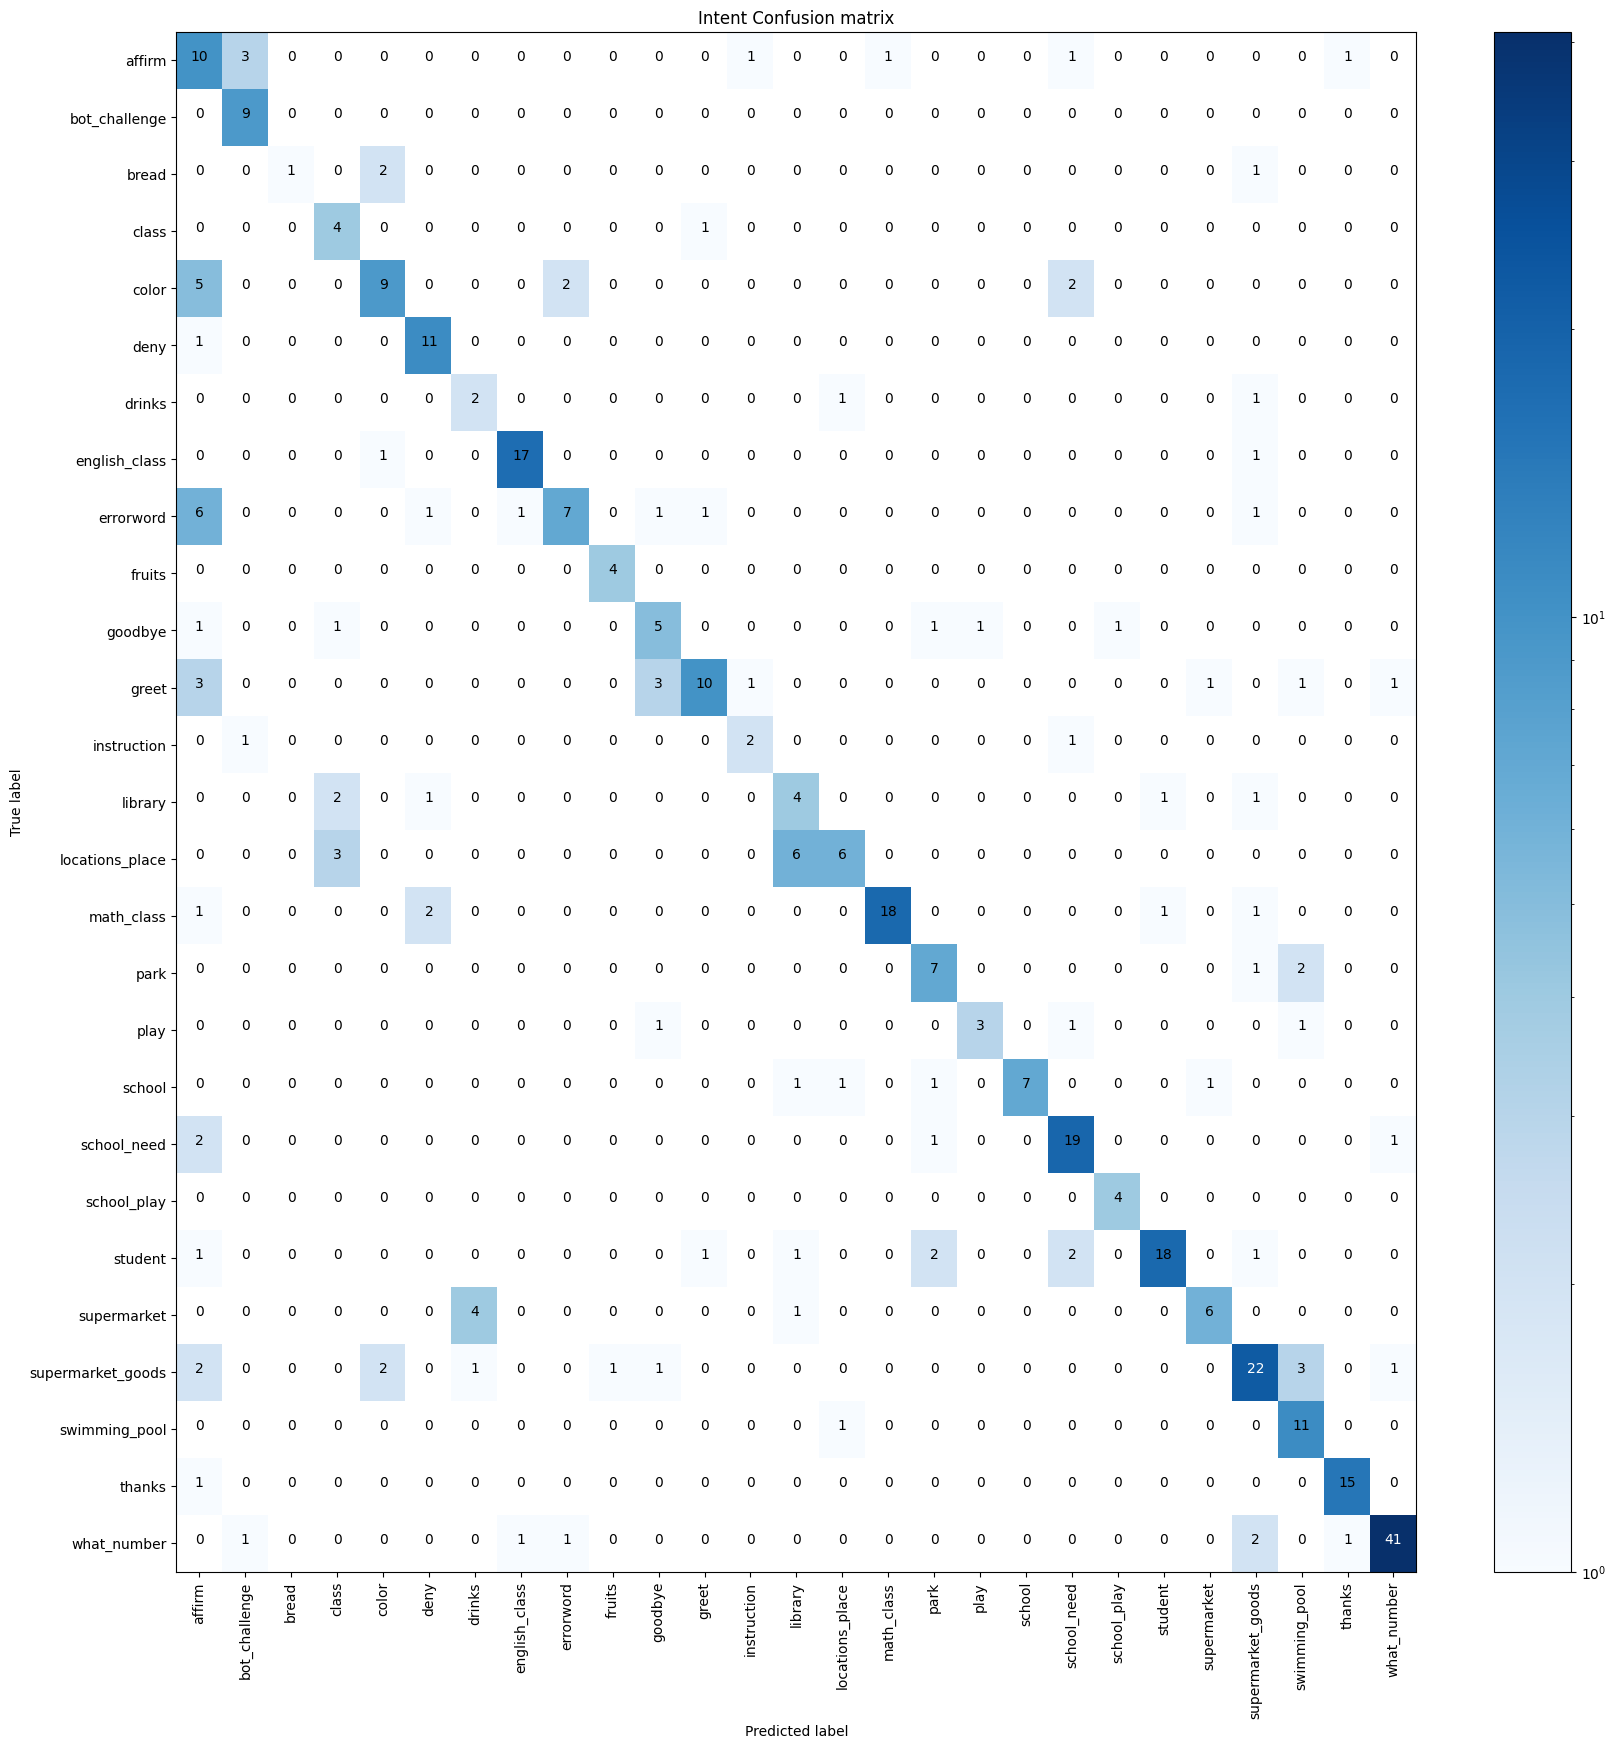 Intent Confusion matrix
affirm 10 3 0 0 0 0 0 0 0 0 0 0 1 0 0 1 0 0 0 1 0 0 0 0 0 1 0
bot_challenge 0 9 0 0 0 0 0 0 0 0 0 0 0 0 0 0 0 0 0 0 0 0 0 0 0 0 0
bread 0 0 1 0 2 0 0 0 0 0 0 0 0 0 0 0 0 0 0 0 0 0 0 1 0 0 0
class 0 0 0 4 0 0 0 0 0 0 0 1 0 0 0 0 0 0 0 0 0 0 0 0 0 0 0
color 5 0 0 0 9 0 0 0 2 0 0 0 0 0 0 0 0 0 0 2 0 0 0 0 0 0 0
deny 1 0 0 0 0 11 0 0 0 0 0 0 0 0 0 0 0 0 0 0 0 0 0 0 0 0 0
drinks 0 0 0 0 0 0 2 0 0 0 0 0 0 0 1 0 0 0 0 0 0 0 0 1 0 0 0
english_class 0 0 0 0 1 0 0 17 0 0 0 0 0 0 0 0 0 0 0 0 0 0 0 1 0 0 0
errorword 6 0 0 0 0 1 0 1 7 0 1 1 0 0 0 0 0 0 0 0 0 0 0 1 0 0 0
fruits 0 0 0 0 0 0 0 0 0 4 0 0 0 0 0 0 0 0 0 0 0 0 0 0 0 0 0
goodbye 1 0 0 1 0 0 0 0 0 0 5 0 0 0 0 0 1 1 0 0 1 0 0 0 0 0 0
greet 3 0 0 0 0 0 0 0 0 0 3 10 1 0 0 0 0 0 0 0 0 0 1 0 1 0 1
instruction 0 1 0 0 0 0 0 0 0 0 0 0 2 0 0 0 0 0 0 1 0 0 0 0 0 0 0
library 0 0 0 2 0 1 0 0 0 0 0 0 0 4 0 0 0 0 0 0 0 1 0 1 0 0 0
locations_place 0 0 0 3 0 0 0 0 0 0 0 0 0 6 6 0 0 0 0 0 0 0 0 0 0 0 0
math_class 1 0 0 0 0 2 0 0 0 0 0 0 0 0 0 18 0 0 0 0 0 1 0 1 0 0 0
park 0 0 0 0 0 0 0 0 0 0 0 0 0 0 0 0 7 0 0 0 0 0 0 1 2 0 0
play 0 0 0 0 0 0 0 0 0 0 1 0 0 0 0 0 0 3 0 1 0 0 0 0 1 0 0
school 0 0 0 0 0 0 0 0 0 0 0 0 0 1 1 0 1 0 7 0 0 0 1 0 0 0 0
school_need 2 0 0 0 0 0 0 0 0 0 0 0 0 0 0 0 1 0 0 19 0 0 0 0 0 0 1
school_play 0 0 0 0 0 0 0 0 0 0 0 0 0 0 0 0 0 0 0 0 4 0 0 0 0 0 0
student 1 0 0 0 0 0 0 0 0 0 0 1 0 1 0 0 2 0 0 2 0 18 0 1 0 0 0
supermarket 0 0 0 0 0 0 4 0 0 0 0 0 0 1 0 0 0 0 0 0 0 0 6 0 0 0 0
supermarket_goods 2 0 0 0 2 0 1 0 0 1 1 0 0 0 0 0 0 0 0 0 0 0 0 22 3 0 1
swimming_pool 0 0 0 0 0 0 0 0 0 0 0 0 0 0 1 0 0 0 0 0 0 0 0 0 11 0 0
thanks 1 0 0 0 0 0 0 0 0 0 0 0 0 0 0 0 0 0 0 0 0 0 0 0 0 15 0
what_number 0 1 0 0 0 0 0 1 1 0 0 0 0 0 0 0 0 0 0 0 0 0 0 2 0 1 41
True label
affirm
bot_challenge
bread
class
color
deny
drinks
english_class
errorword
fruits
goodbye
greet
instruction
library
locations_place
math_class
park
play
school
school_need
school_play
student
supermarket
supermarket_goods
swimming_pool
thanks
what_number
Predicted label
10¹
10⁰